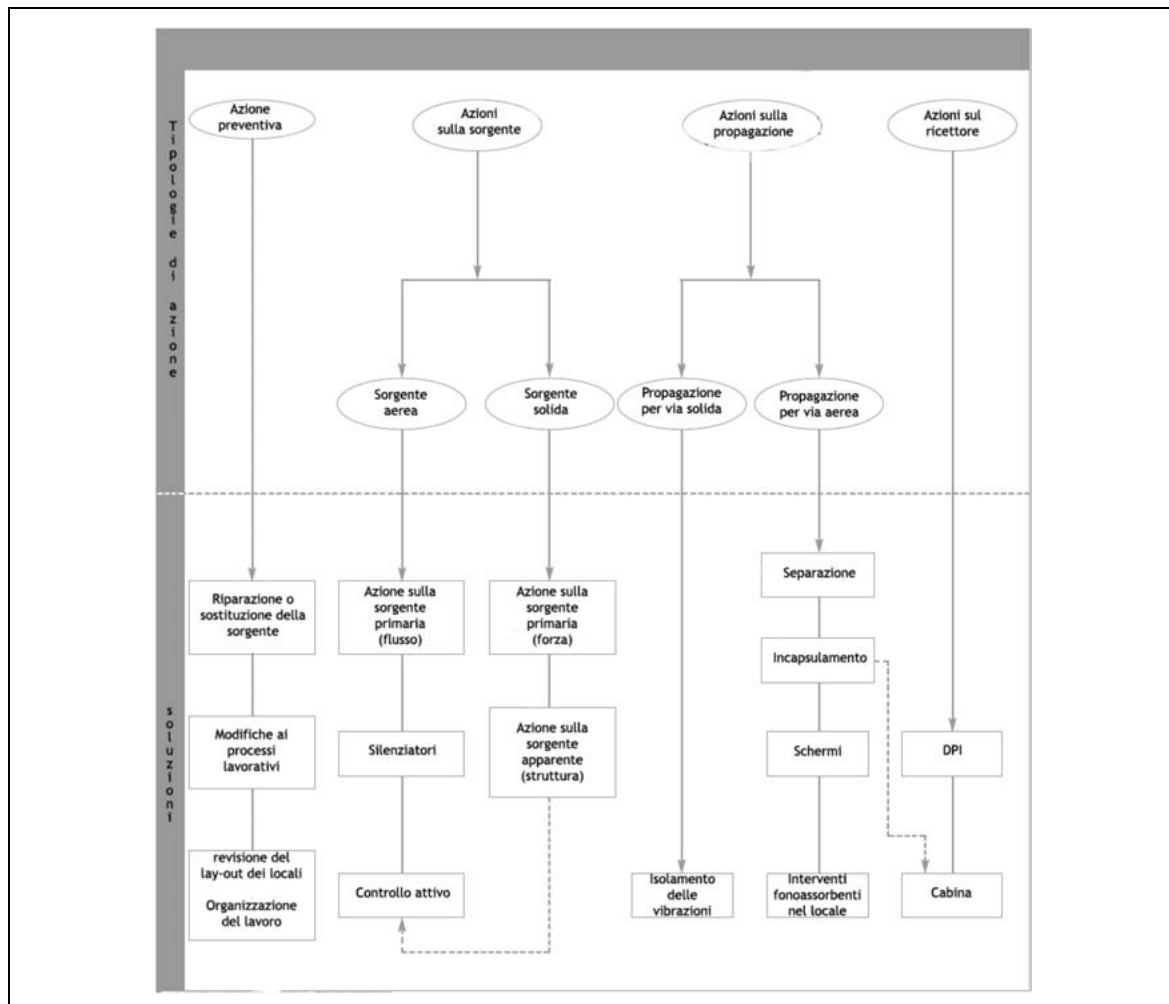 Tipologie di azione
Azione
preventiva
Azioni
sulla sorgente
Azioni sulla
propagazione
Azioni sul
ricettore
Sorgente
aerea
Sorgente
solida
Propagazione
per via solida
Propagazione
per via aerea
soluzioni
Riparazione o
sostituzione della
sorgente
Azione sulla
sorgente
primaria
(flusso)
Azione sulla
sorgente
primaria
(forza)
Separazione
Incapsulamento
Modifiche ai
processi
lavorativi
Silenziatori
Azione sulla
sorgente
apparente
(struttura)
Schermi
DPI
revisione del
lay-out dei locali
Organizzazione
del lavoro
Controllo attivo
Isolamento
delle
vibrazioni
Interventi
fonoassorbenti
nel locale
Cabina